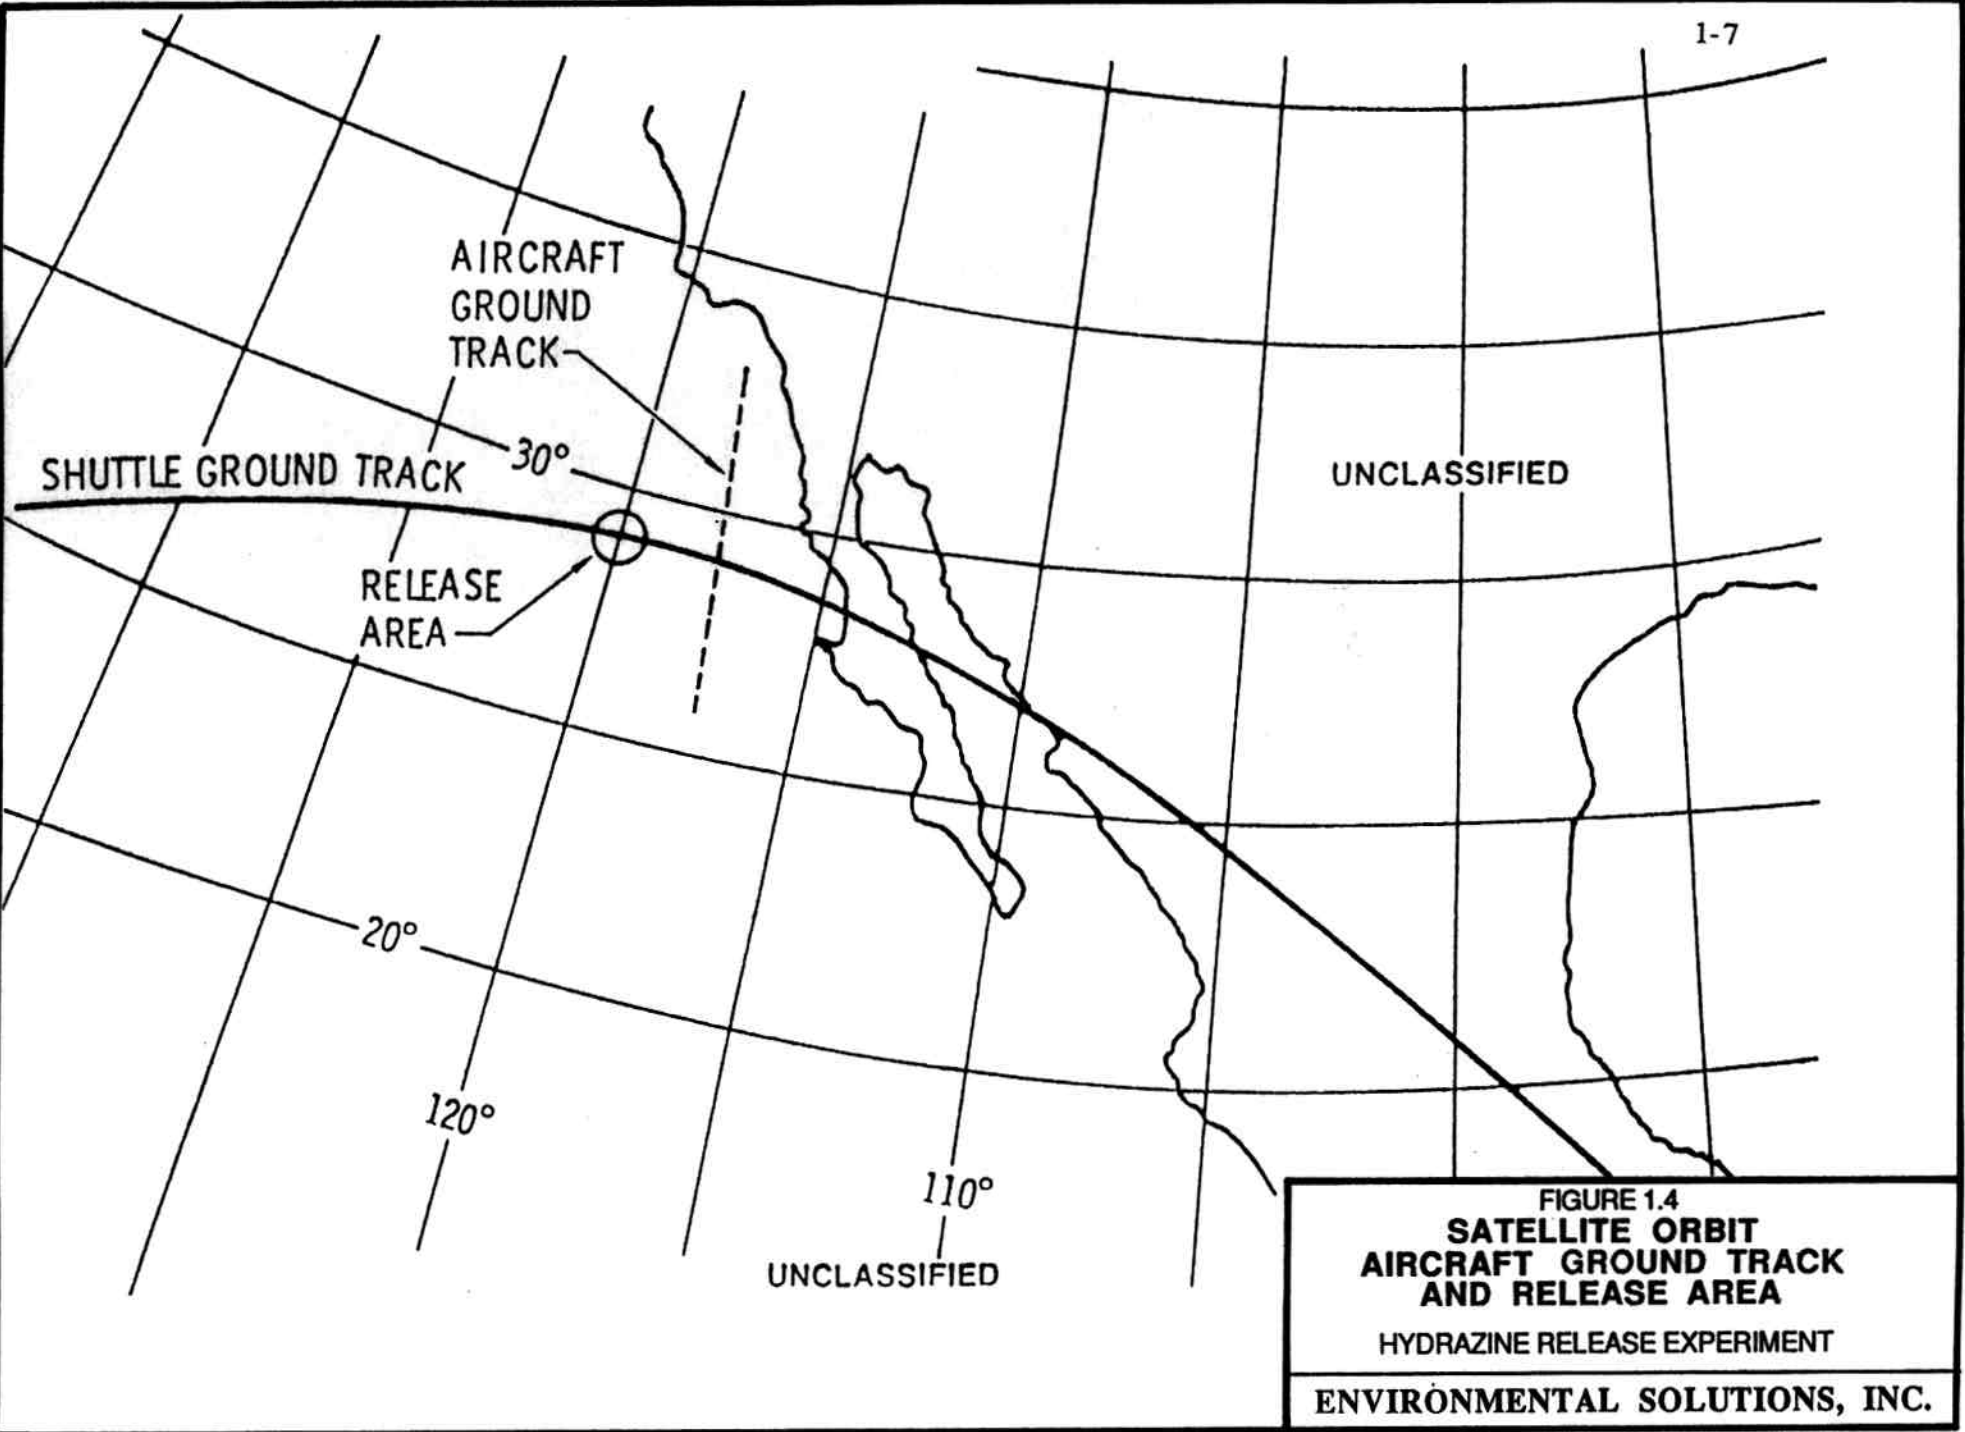 1-7
AIRCRAFT
GROUND
TRACK
30°
SHUTTLE GROUND TRACK
UNCLASSIFIED
RELEASE
AREA
20°
120°
110°
UNCLASSIFIED
FIGURE 1.4
SATELLITE ORBIT
AIRCRAFT GROUND TRACK
AND RELEASE AREA
HYDRAZINE RELEASE EXPERIMENT
ENVIRONMENTAL SOLUTIONS, INC.